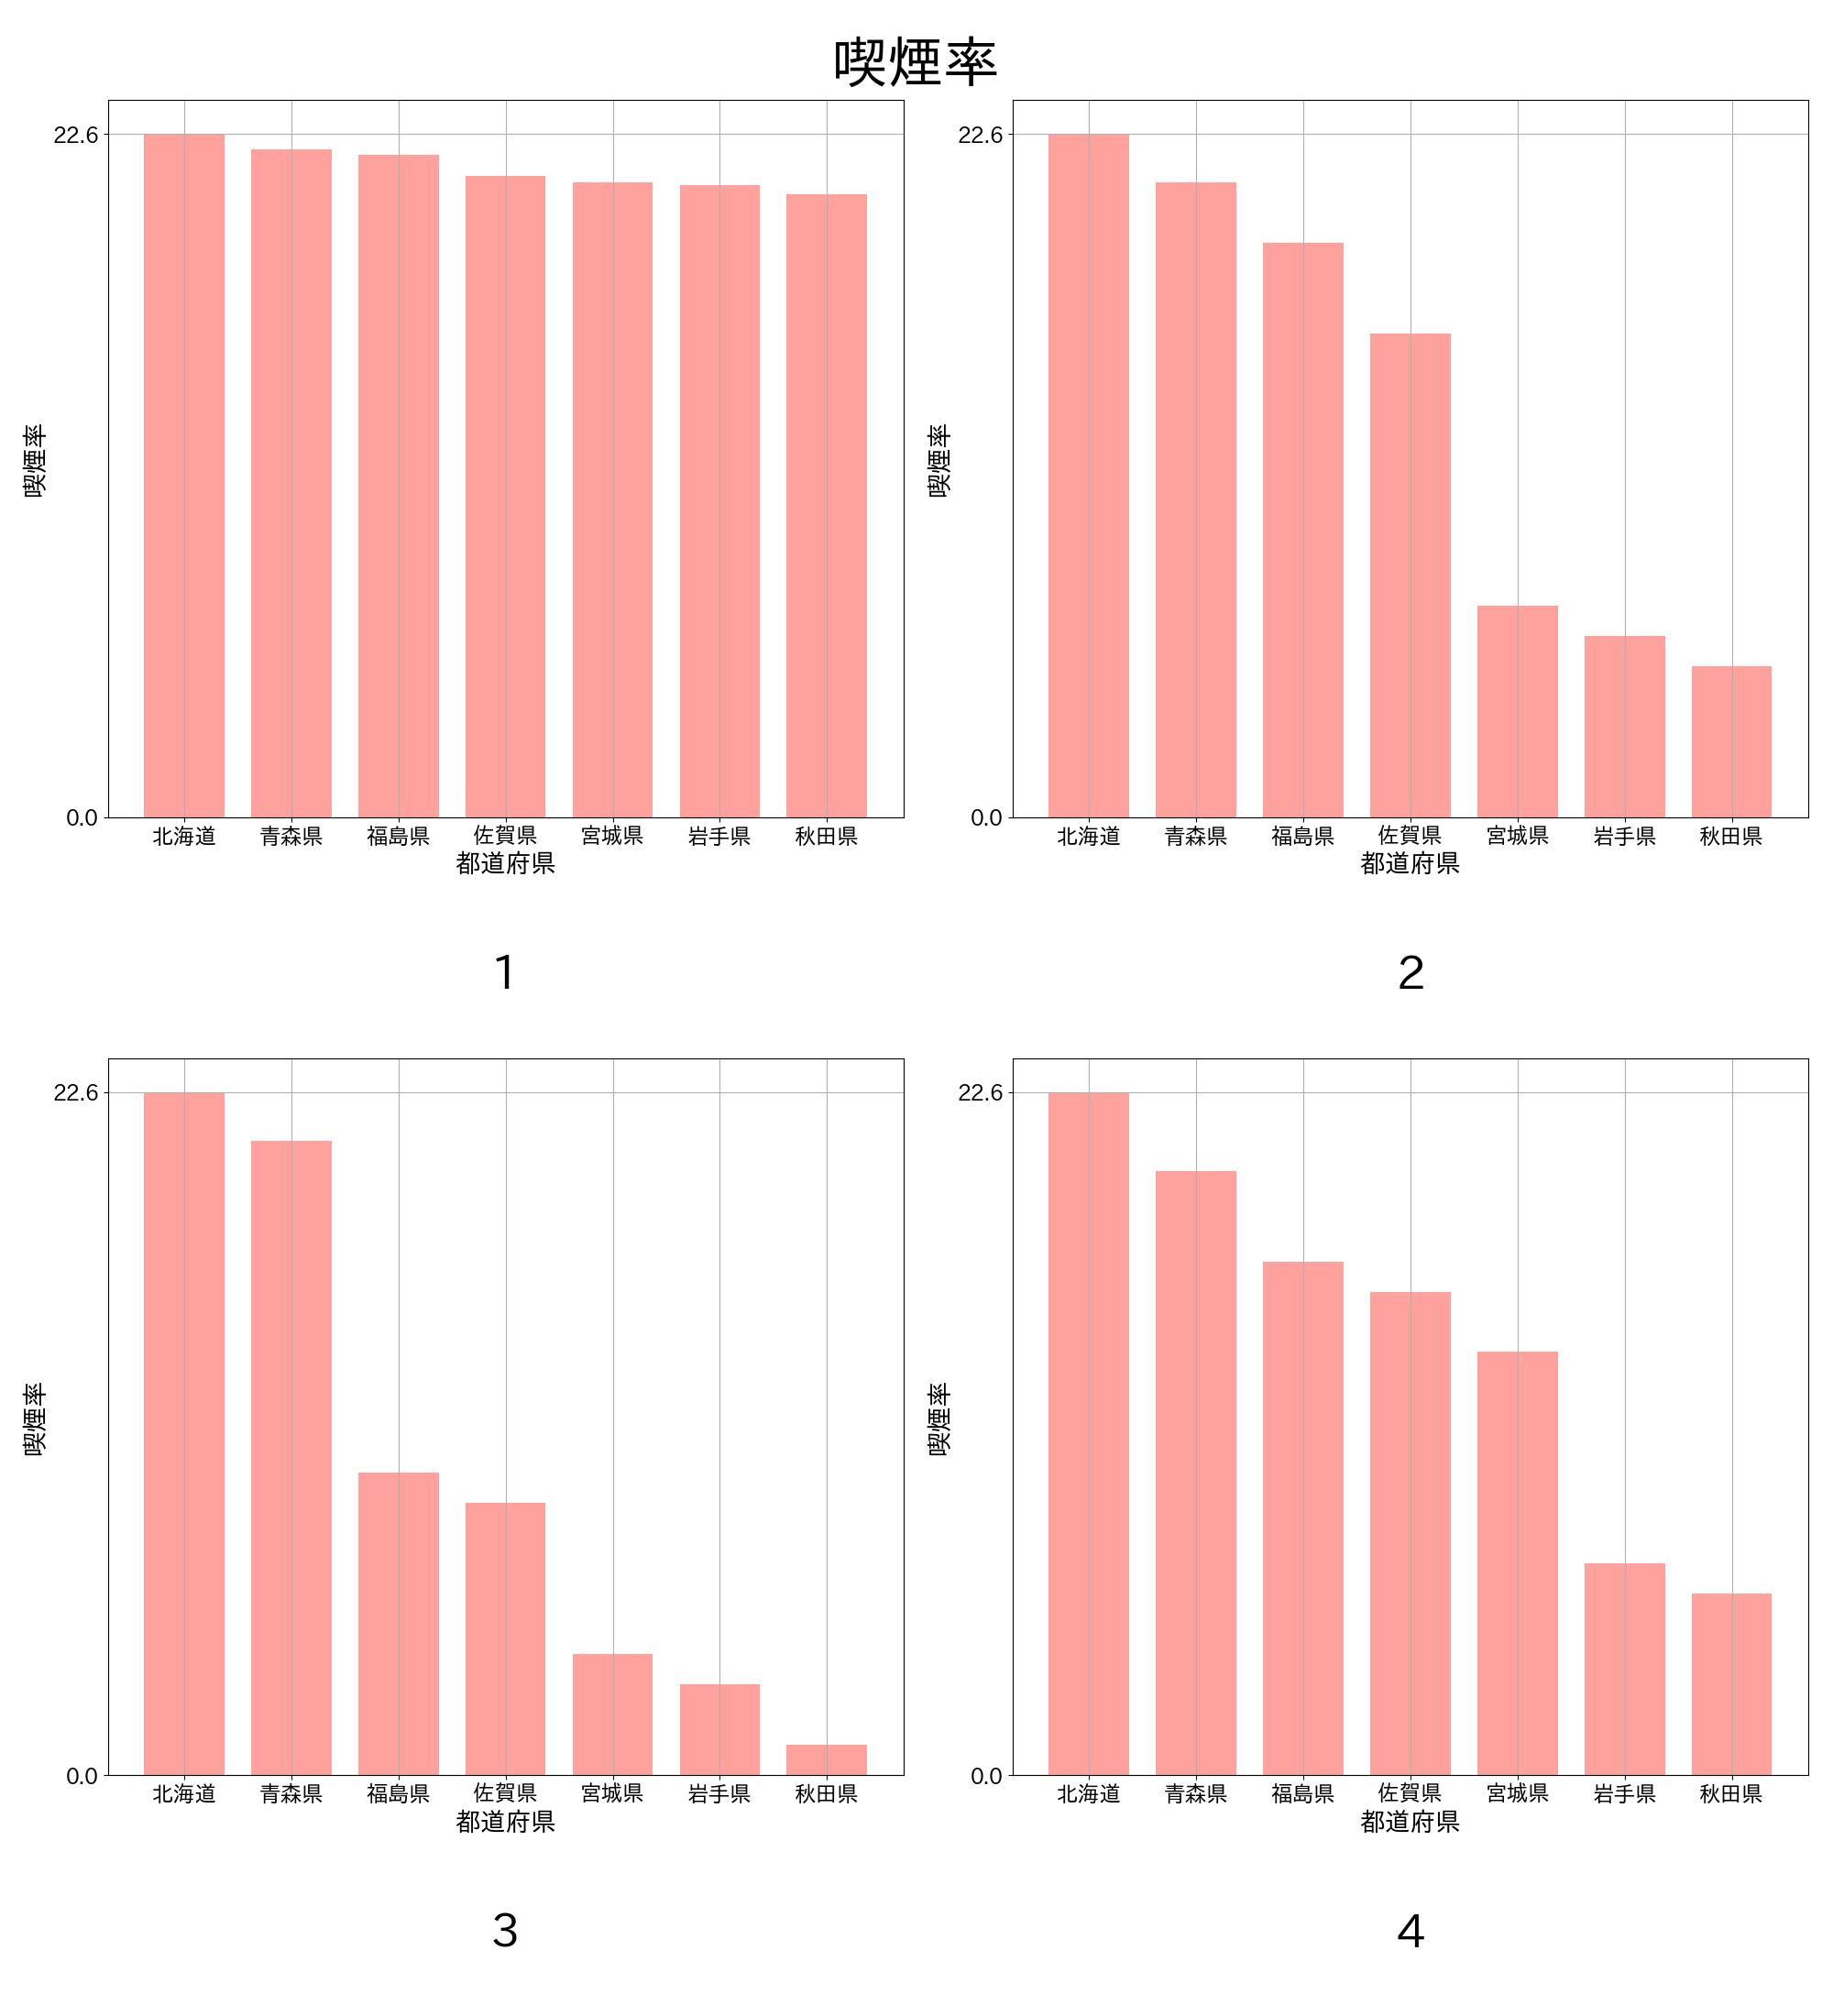 喫煙率
22.6
0.0
喫煙率
北海道 青森県 福島県 佐賀県 宮城県 岩手県 秋田県
都道府県
1
22.6
0.0
喫煙率
北海道 青森県 福島県 佐賀県 宮城県 岩手県 秋田県
都道府県
2
22.6
0.0
喫煙率
北海道 青森県 福島県 佐賀県 宮城県 岩手県 秋田県
都道府県
3
22.6
0.0
喫煙率
北海道 青森県 福島県 佐賀県 宮城県 岩手県 秋田県
都道府県
4